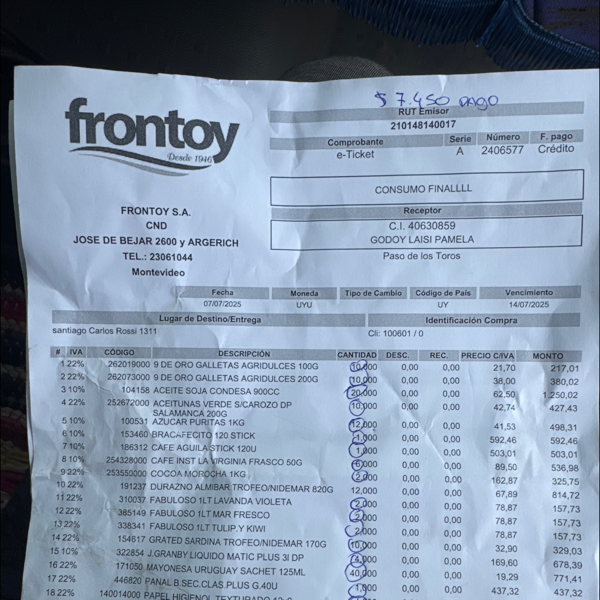 $ 7.450 PAGO
frontoy
Desde 1946
RUT Emisor
210148140017
Comprobante Serie Número F. pago
e-Ticket A 2406577 Crédito
CONSUMO FINALLLL
Receptor
C.I. 40630859
GODOY LAISI PAMELA
Paso de los Toros
FRONTOY S.A.
CND
JOSE DE BEJAR 2600 y ARGERICH
TEL.: 23061044
Montevideo
Fecha Moneda Tipo de Cambio Código de País Vencimiento
07/07/2025 UYU UY 14/07/2025
Lugar de Destino/Entrega Identificación Compra
santiago Carlos Rossi 1311 Cli: 100601 / 0
# IVA CÓDIGO DESCRIPCIÓN CANTIDAD DESC. REC. PRECIO C/IVA MONTO
1 22% 262019000 9 DE ORO GALLETAS AGRIDULCES 100G 10,000 0,00 0,00 21,70 217,01
2 22% 262073000 9 DE ORO GALLETAS AGRIDULCES 200G 10,000 0,00 0,00 38,00 380,02
3 10% 104158 ACEITE SOJA CONDESA 900CC 20,000 0,00 0,00 62,50 1.250,02
4 22% 252672000 ACEITUNAS VERDE S/CAROZO DP SALAMANCA 200G 10,000 0,00 0,00 42,74 427,43
5 10% 100531 AZUCAR PURITAS 1KG 12,000 0,00 0,00 41,53 498,31
6 10% 153460 BRACAFECITO 120 STICK 1,000 0,00 0,00 592,46 592,46
7 10% 186312 CAFE AGUILA STICK 120U 1,000 0,00 0,00 503,01 503,01
8 10% 254328000 CAFE INST LA VIRGINIA FRASCO 50G 6,000 0,00 0,00 89,50 536,98
9 22% 253550000 COCOA MOROCHA 1KG 2,000 0,00 0,00 162,87 325,75
10 22% 191237 DURAZNO ALMIBAR TROFEO/NIDEMAR 820G 12,000 0,00 0,00 67,89 814,72
11 22% 310037 FABULOSO 1LT LAVANDA VIOLETA 2,000 0,00 0,00 78,87 157,73
12 22% 385149 FABULOSO 1LT MAR FRESCO 2,000 0,00 0,00 78,87 157,73
13 22% 338341 FABULOSO 1LT TULIP.Y KIWI 2,000 0,00 0,00 78,87 157,73
14 22% 154617 GRATED SARDINA TROFEO/NIDEMAR 170G 10,000 0,00 0,00 32,90 329,03
15 10% 322854 J.GRANBY LIQUIDO MATIC PLUS 3l DP 4,000 0,00 0,00 169,60 678,39
16 22% 171050 MAYONESA URUGUAY SACHET 125ML 40,000 0,00 0,00 19,29 771,41
17 22% 446820 PANAL B.SEC.CLAS.PLUS G.40U 1,000 0,00 0,00 437,32 437,32
18 22% 140014000 PAPEL HIGIENOL TEXTURADO